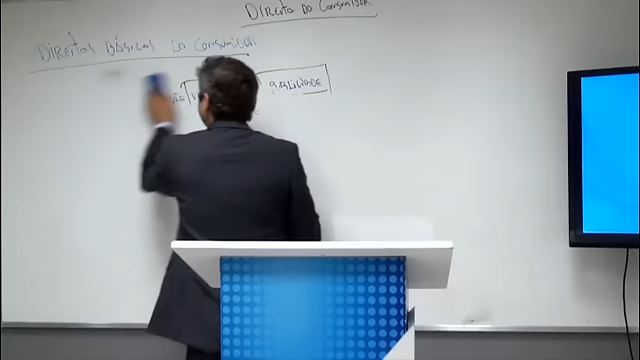 Direito do Consumidor
Direitos Básicos do Consumidor
qualidade